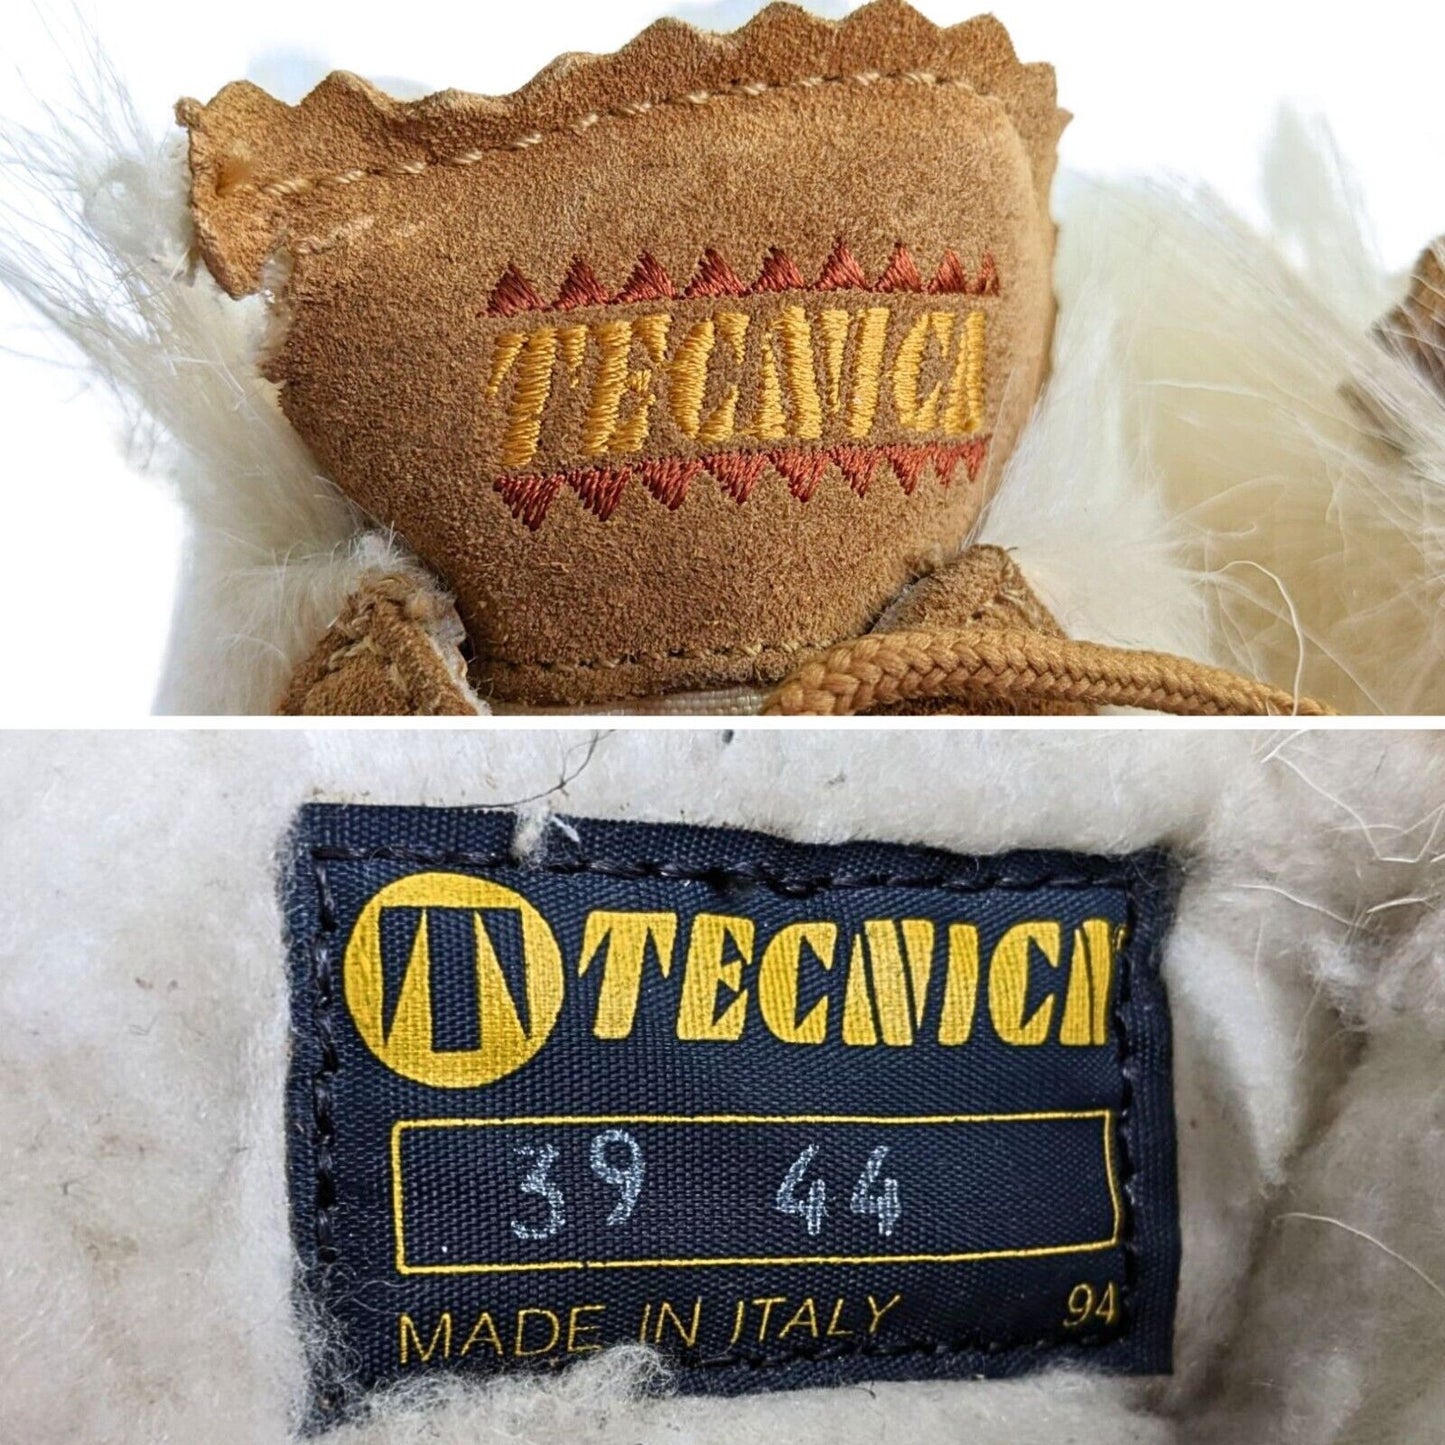 TECNICA
T TECNICA
39 44
MADE IN ITALY 94